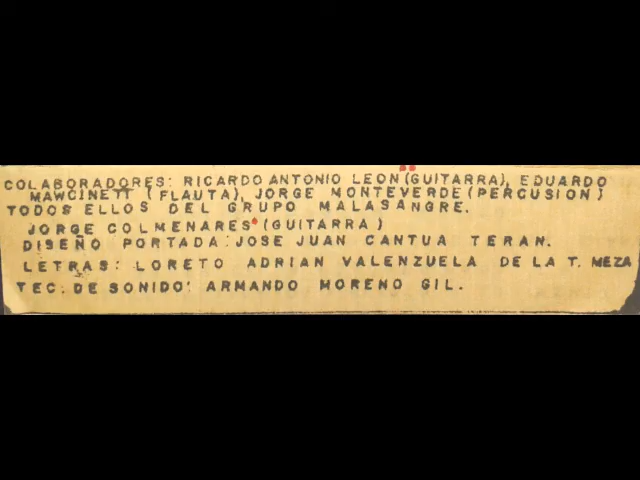 COLABORADORES: RICARDO ANTONIO LEON (GUITARRA), EDUARDO
MAWCINETT (FLAUTA), JORGE MONTEVERDE (PERCUSION)
TODOS ELLOS DEL GRUPO MALASANGRE.
JORGE COLMENARES (GUITARRA)
DISEÑO PORTADA: JOSE JUAN CANTUA TERAN.
LETRAS: LORETO ADRIAN VALENZUELA DE LA T. MEZA
TEC. DE SONIDO: ARMANDO MORENO GIL.